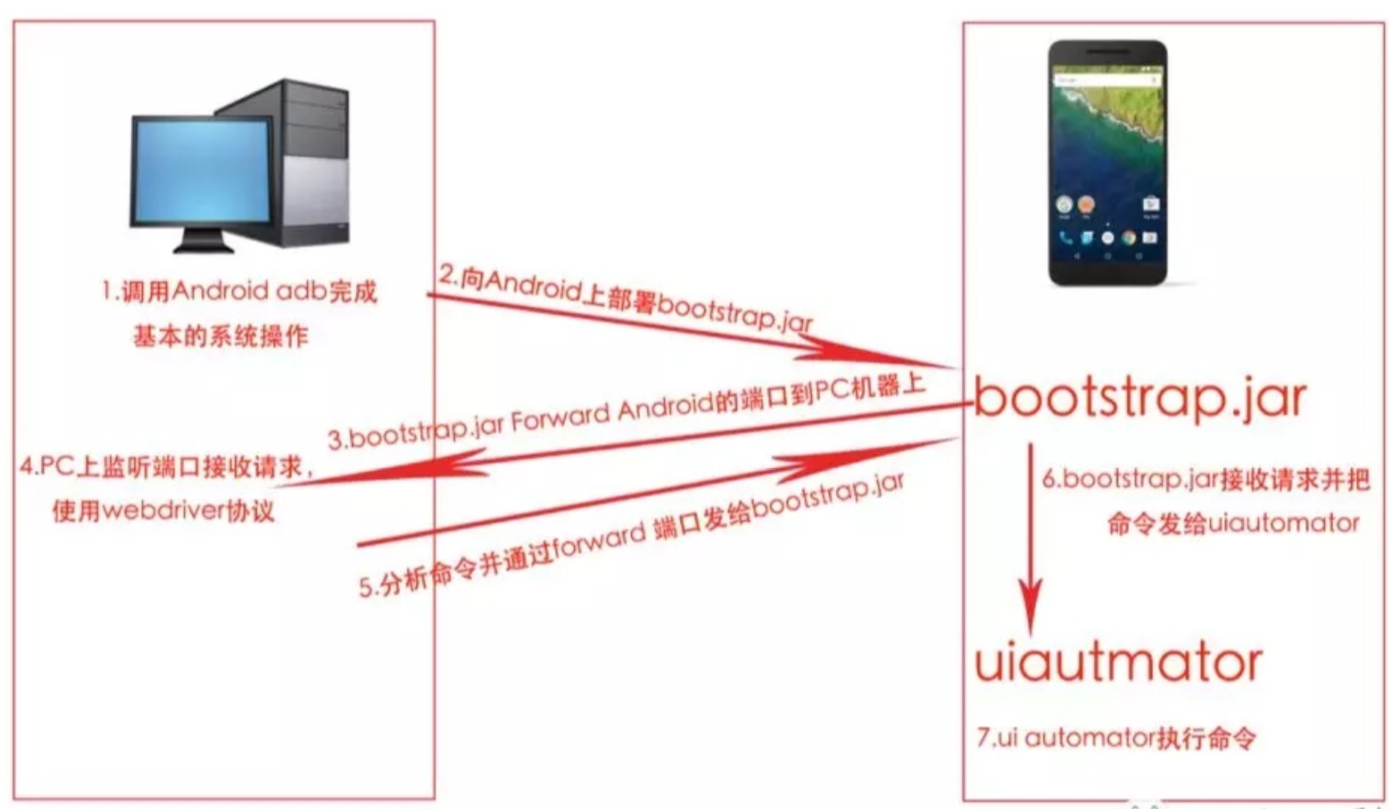 1.调用Android adb完成
基本的系统操作
2.向Android上部署bootstrap.jar
3.bootstrap.jar Forward Android的端口到PC机器上
4.PC上监听端口接收请求，
使用webdriver协议
5.分析命令并通过forward 端口发给bootstrap.jar
bootstrap.jar
6.bootstrap.jar接收请求并把
命令发给uiautomator
uiautmator
7.ui automator执行命令